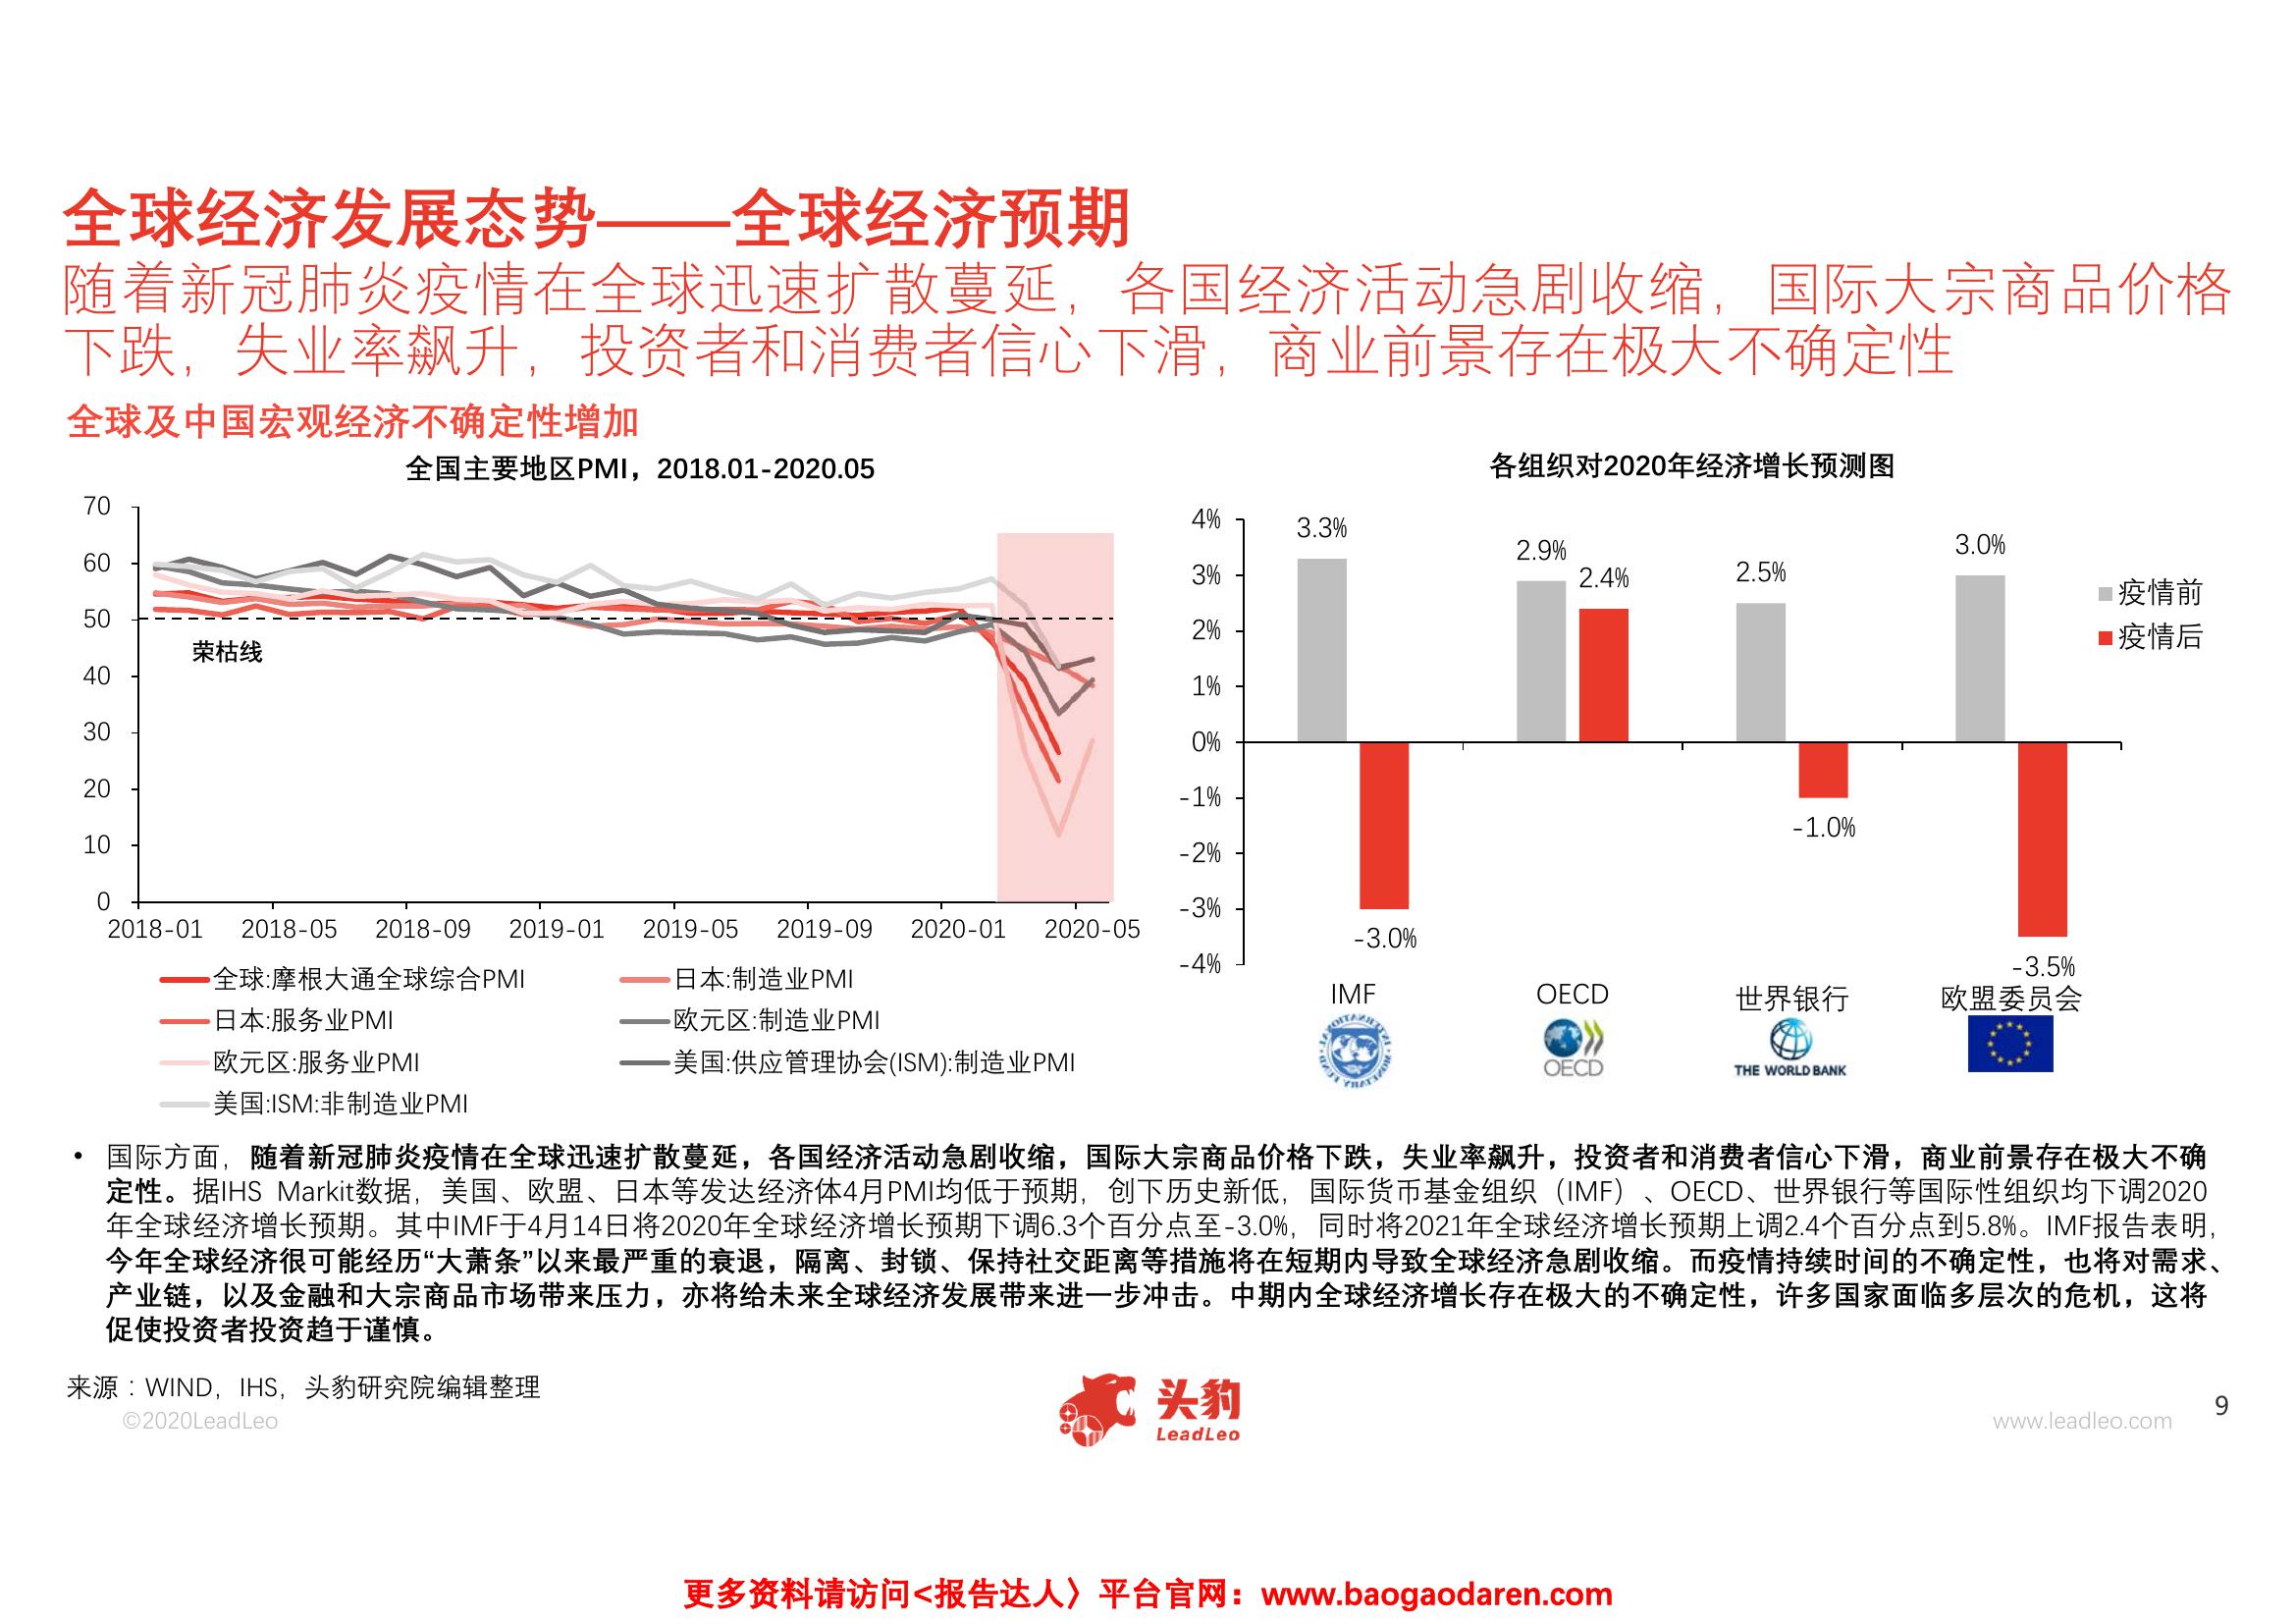 全球经济发展态势——全球经济预期
随着新冠肺炎疫情在全球迅速扩散蔓延，各国经济活动急剧收缩，国际大宗商品价格
下跌，失业率飙升，投资者和消费者信心下滑，商业前景存在极大不确定性
全球及中国宏观经济不确定性增加
全国主要地区PMI，2018.01-2020.05
70
60
50
40
30
20
10
0
荣枯线
2018-01 2018-05 2018-09 2019-01 2019-05 2019-09 2020-01 2020-05
全球:摩根大通全球综合PMI 日本:制造业PMI
日本:服务业PMI 欧元区:制造业PMI
欧元区:服务业PMI 美国:供应管理协会(ISM):制造业PMI
美国:ISM:非制造业PMI
各组织对2020年经济增长预测图
4%
3%
2%
1%
0%
-1%
-2%
-3%
-4%
3.3%
-3.0%
2.9%
2.4%
2.5%
-1.0%
3.0%
-3.5%
疫情前
疫情后
IMF OECD 世界银行 欧盟委员会
INTERNATIONAL MONETARY FUND
OECD
THE WORLD BANK
• 国际方面，随着新冠肺炎疫情在全球迅速扩散蔓延，各国经济活动急剧收缩，国际大宗商品价格下跌，失业率飙升，投资者和消费者信心下滑，商业前景存在极大不确
定性。据IHS Markit数据，美国、欧盟、日本等发达经济体4月PMI均低于预期，创下历史新低，国际货币基金组织（IMF）、OECD、世界银行等国际性组织均下调2020
年全球经济增长预期。其中IMF于4月14日将2020年全球经济增长预期下调6.3个百分点至-3.0%，同时将2021年全球经济增长预期上调2.4个百分点到5.8%。IMF报告表明，
今年全球经济很可能经历“大萧条”以来最严重的衰退，隔离、封锁、保持社交距离等措施将在短期内导致全球经济急剧收缩。而疫情持续时间的不确定性，也将对需求、
产业链，以及金融和大宗商品市场带来压力，亦将给未来全球经济发展带来进一步冲击。中期内全球经济增长存在极大的不确定性，许多国家面临多层次的危机，这将
促使投资者投资趋于谨慎。
来源：WIND，IHS，头豹研究院编辑整理
©2020LeadLeo
头豹
LeadLeo
www.leadleo.com
9
更多资料请访问<报告达人〉平台官网：www.baogaodaren.com